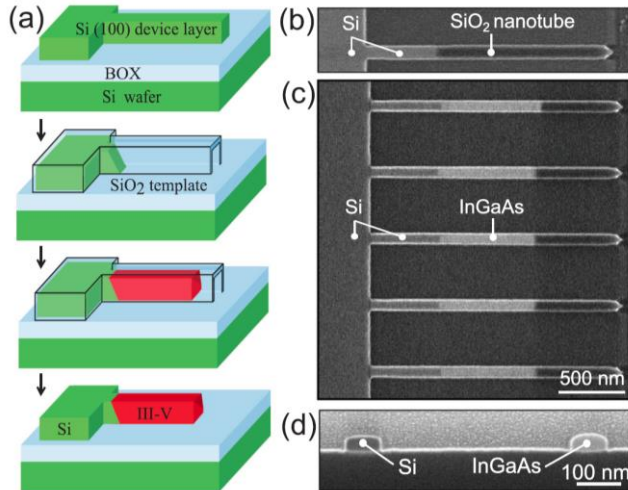 (a)
Si (100) device layer
BOX
Si wafer
SiO₂ template
Si
III-V
(b)
Si
SiO₂ nanotube
(c)
Si
InGaAs
500 nm
(d)
Si
InGaAs
100 nm